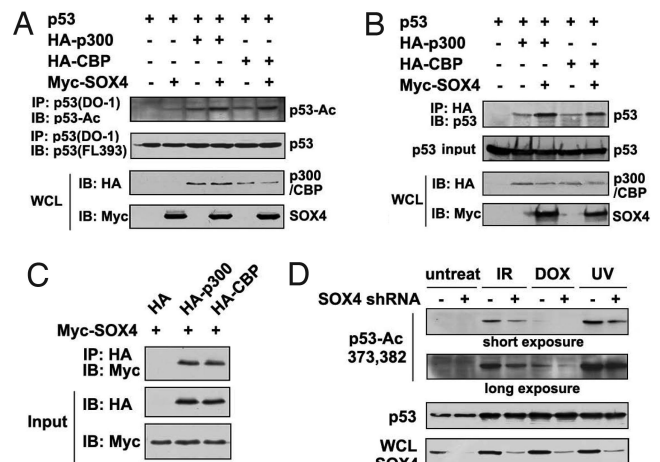 A
p53 + + + + + +
HA-p300 - - + + - -
HA-CBP - - - - + +
Myc-SOX4 - + - + - +
IP: p53(DO-1)
IB: p53-Ac
p53-Ac
IP: p53(DO-1)
IB: p53(FL393)
p53
WCL
IB: HA
p300
/CBP
IB: Myc
SOX4
B
p53 + + + + +
HA-p300 - + + - -
HA-CBP - - - + +
Myc-SOX4 - - + - +
IP: HA
IB: p53
p53
p53 input
p53
WCL
IB: HA
p300
/CBP
IB: Myc
SOX4
C
HA
HA-p300
HA-CBP
Myc-SOX4 + + +
IP: HA
IB: Myc
Input
IB: HA
IB: Myc
D
untreat IR DOX UV
SOX4 shRNA - + - + - + - +
p53-Ac
373,382
short exposure
long exposure
p53
WCL
SOX4